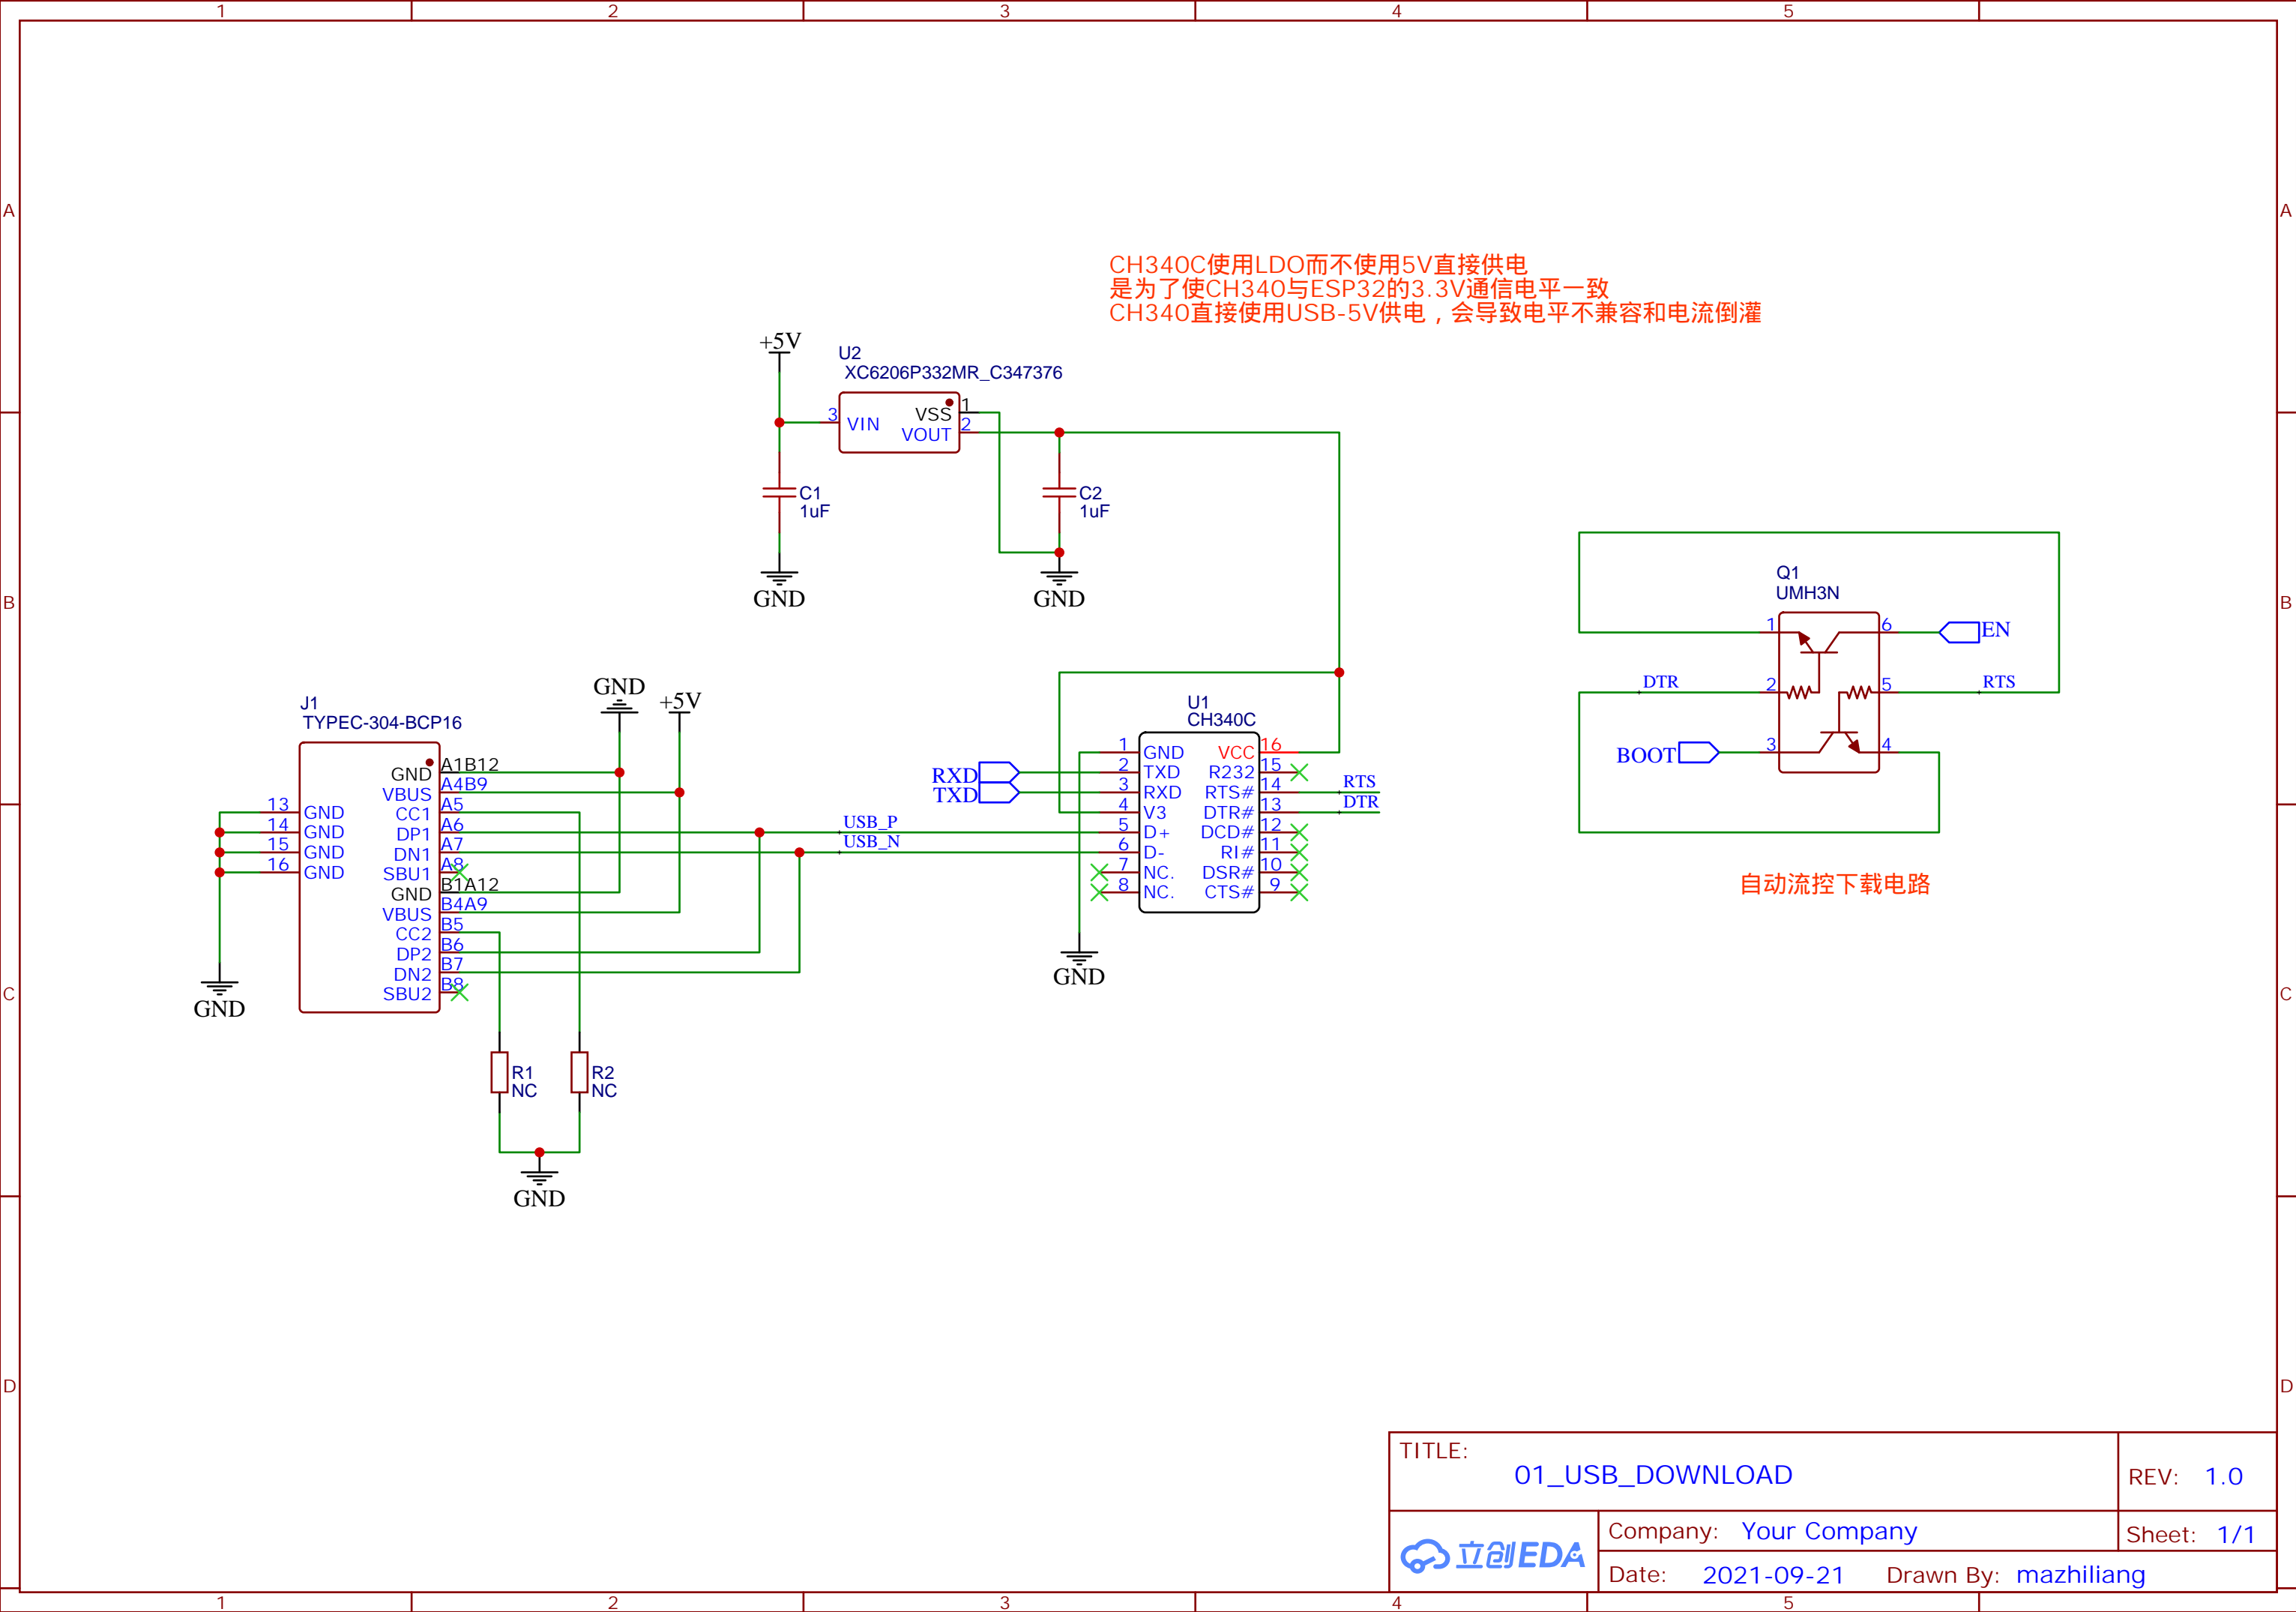 1 2 3 4 5
A A
CH340C使用LDO而不使用5V直接供电
是为了使CH340与ESP32的3.3V通信电平一致
CH340直接使用USB-5V供电，会导致电平不兼容和电流倒灌
+5V
U2
XC6206P332MR_C347376
3 VIN
VSS 1
VOUT 2
C1
1uF
C2
1uF
GND
GND
B B
Q1
UMH3N
1
6 EN
DTR 2
5 RTS
BOOT 3
4
自动流控下载电路
GND
+5V
J1
TYPEC-304-BCP16
GND A1B12
VBUS A4B9
CC1 A5
DP1 A6
DN1 A7
SBU1 A8
GND B1A12
VBUS B4A9
CC2 B5
DP2 B6
DN2 B7
SBU2 B8
13 GND
14 GND
15 GND
16 GND
GND
USB_P
USB_N
R1
NC
R2
NC
GND
U1
CH340C
RXD
TXD
1 GND
2 TXD
3 RXD
4 V3
5 D+
6 D-
7 NC.
8 NC.
VCC 16
R232 15
RTS# 14 RTS
DTR# 13 DTR
DCD# 12
RI# 11
DSR# 10
CTS# 9
GND
C C
D D
TITLE:
01_USB_DOWNLOAD
REV: 1.0
立创EDA
Company: Your Company
Sheet: 1/1
Date: 2021-09-21
Drawn By: mazhiliang
1 2 3 4 5